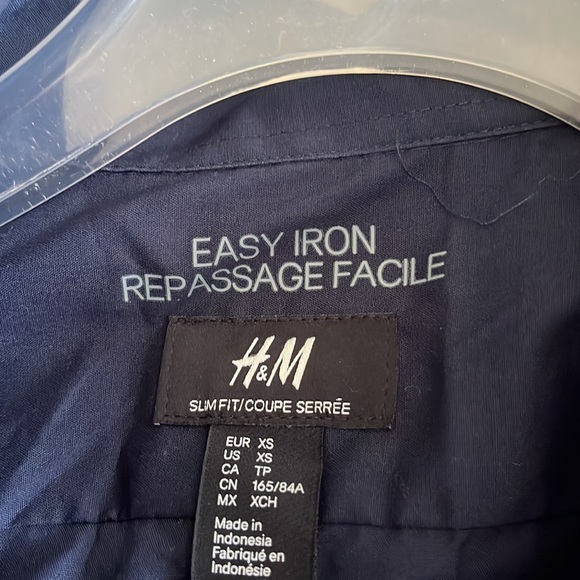 EASY IRON
REPASSAGE FACILE
H&M
SLIM FIT/COUPE SERRÉE
EUR XS
US XS
CA TP
CN 165/84A
MX XCH
Made in
Indonesia
Fabriqué en
Indonésie